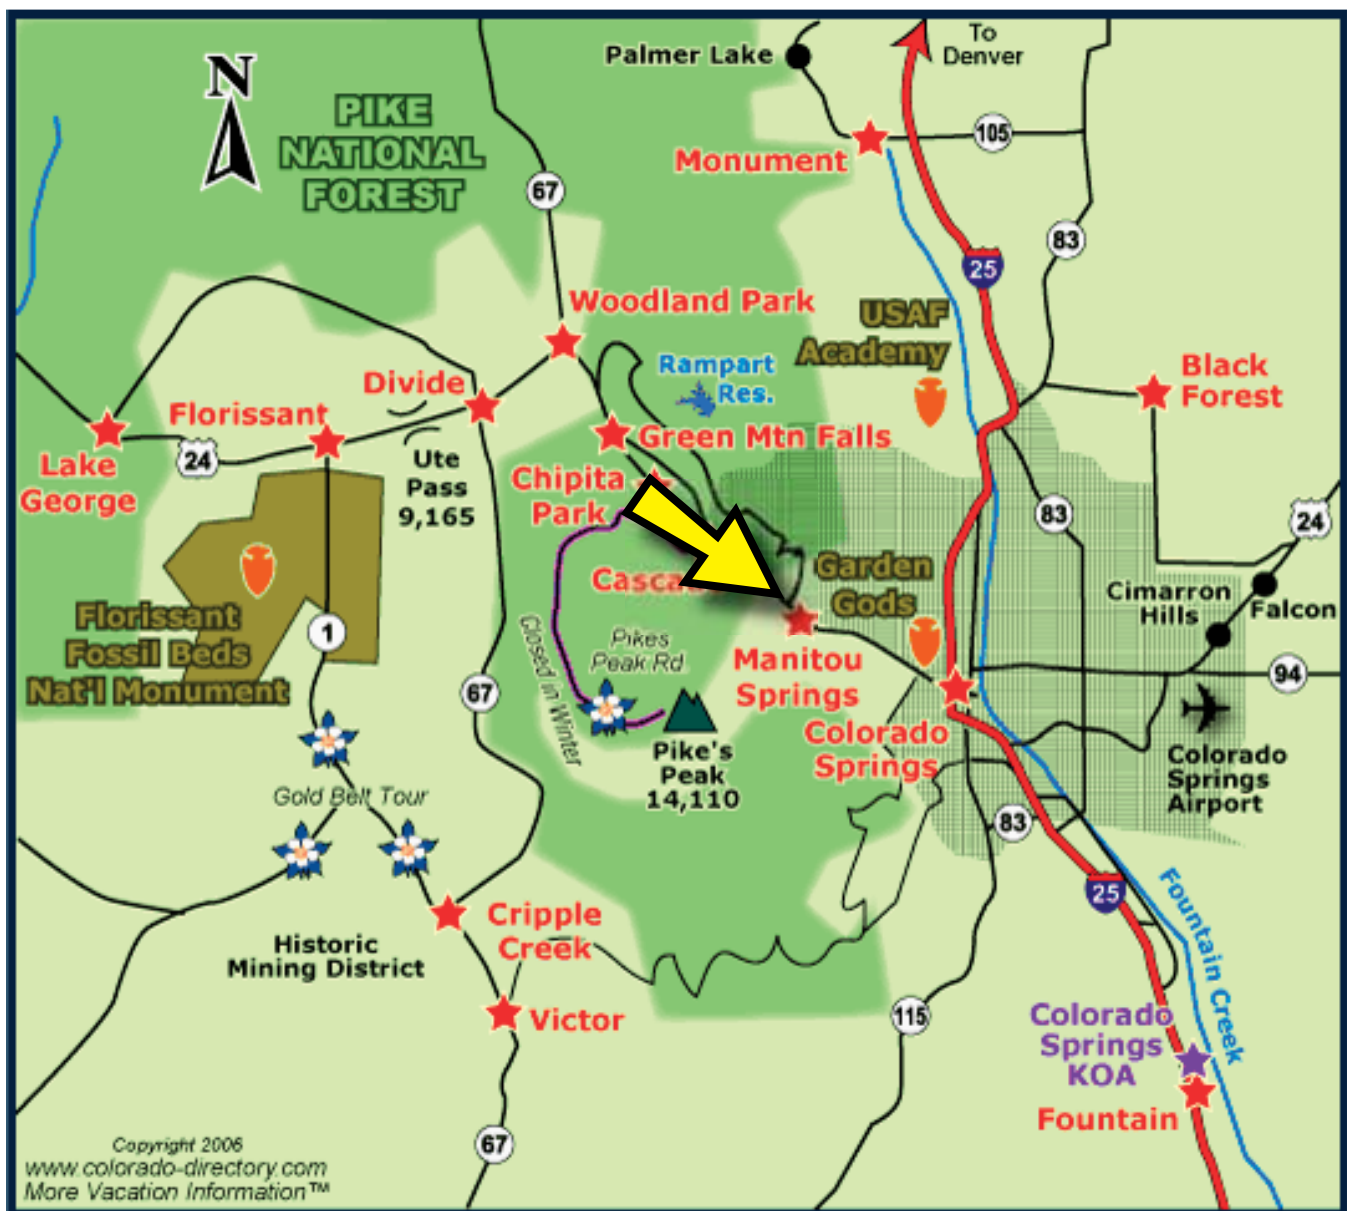 To
Denver
Palmer Lake
N
PIKE
NATIONAL
FOREST
105
Monument
67
83
25
Woodland Park
USAF
Academy
Rampart
Res.
Black
Forest
Divide
Florissant
Green Mtn Falls
Lake
George
24
Ute
Pass
9,165
Chipita
Park
83
24
Garden
Gods
Cimarron
Hills
Falcon
Florissant
Fossil Beds
Nat'l Monument
1
Closed in Winter
Pikes
Peak Rd
Manitou
Springs
94
67
Colorado
Springs
Pike's
Peak
14,110
Colorado
Springs
Airport
Gold Belt Tour
83
25
Fountain Creek
Cripple
Creek
Historic
Mining District
Victor
115
Colorado
Springs
KOA
Fountain
67
Copyright 2006
www.colorado-directory.com
More Vacation Information™